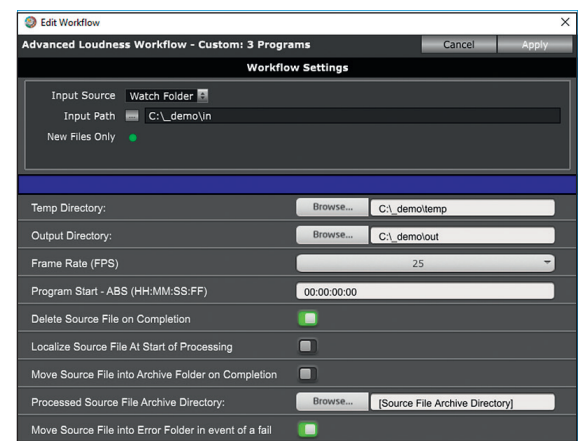 Edit Workflow
Advanced Loudness Workflow - Custom: 3 Programs Cancel Apply
Workflow Settings
Input Source Watch Folder
Input Path C:\_demo\in
New Files Only
Temp Directory: Browse... C:\_demo\temp
Output Directory: Browse... C:\_demo\out
Frame Rate (FPS) 25
Program Start - ABS (HH:MM:SS:FF) 00:00:00:00
Delete Source File on Completion
Localize Source File At Start of Processing
Move Source File into Archive Folder on Completion
Processed Source File Archive Directory: Browse... [Source File Archive Directory]
Move Source File into Error Folder in event of a fail